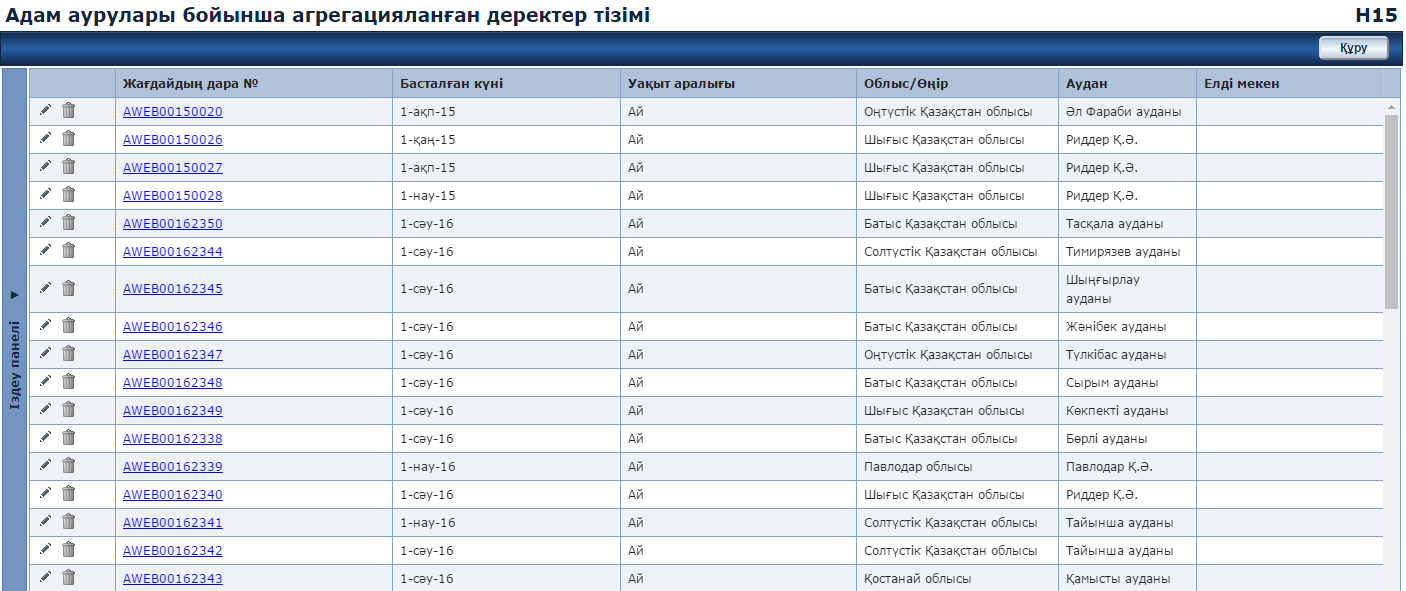 Адам аурулары бойынша агрегацияланған деректер тізімі H15
Құру
Жағдайдың дара № Басталған күні Уақыт аралығы Облыс/Өңір Аудан Елді мекен
AWEB00150020 1-ақп-15 Ай Оңтүстік Қазақстан облысы Әл Фараби ауданы
AWEB00150026 1-қаң-15 Ай Шығыс Қазақстан облысы Риддер Қ.Ә.
AWEB00150027 1-ақп-15 Ай Шығыс Қазақстан облысы Риддер Қ.Ә.
AWEB00150028 1-нау-15 Ай Шығыс Қазақстан облысы Риддер Қ.Ә.
AWEB00162350 1-сәу-16 Ай Батыс Қазақстан облысы Тасқала ауданы
AWEB00162344 1-сәу-16 Ай Солтүстік Қазақстан облысы Тимирязев ауданы
AWEB00162345 1-сәу-16 Ай Батыс Қазақстан облысы Шыңғырлау
ауданы
AWEB00162346 1-сәу-16 Ай Батыс Қазақстан облысы Жәнібек ауданы
AWEB00162347 1-сәу-16 Ай Оңтүстік Қазақстан облысы Түлкібас ауданы
AWEB00162348 1-сәу-16 Ай Батыс Қазақстан облысы Сырым ауданы
AWEB00162349 1-сәу-16 Ай Шығыс Қазақстан облысы Көкпекті ауданы
AWEB00162338 1-сәу-16 Ай Батыс Қазақстан облысы Бөрлі ауданы
AWEB00162339 1-нау-16 Ай Павлодар облысы Павлодар Қ.Ә.
AWEB00162340 1-сәу-16 Ай Шығыс Қазақстан облысы Риддер Қ.Ә.
AWEB00162341 1-нау-16 Ай Солтүстік Қазақстан облысы Тайынша ауданы
AWEB00162342 1-сәу-16 Ай Солтүстік Қазақстан облысы Тайынша ауданы
AWEB00162343 1-сәу-16 Ай Қостанай облысы Қамысты ауданы
Іздеу панелі